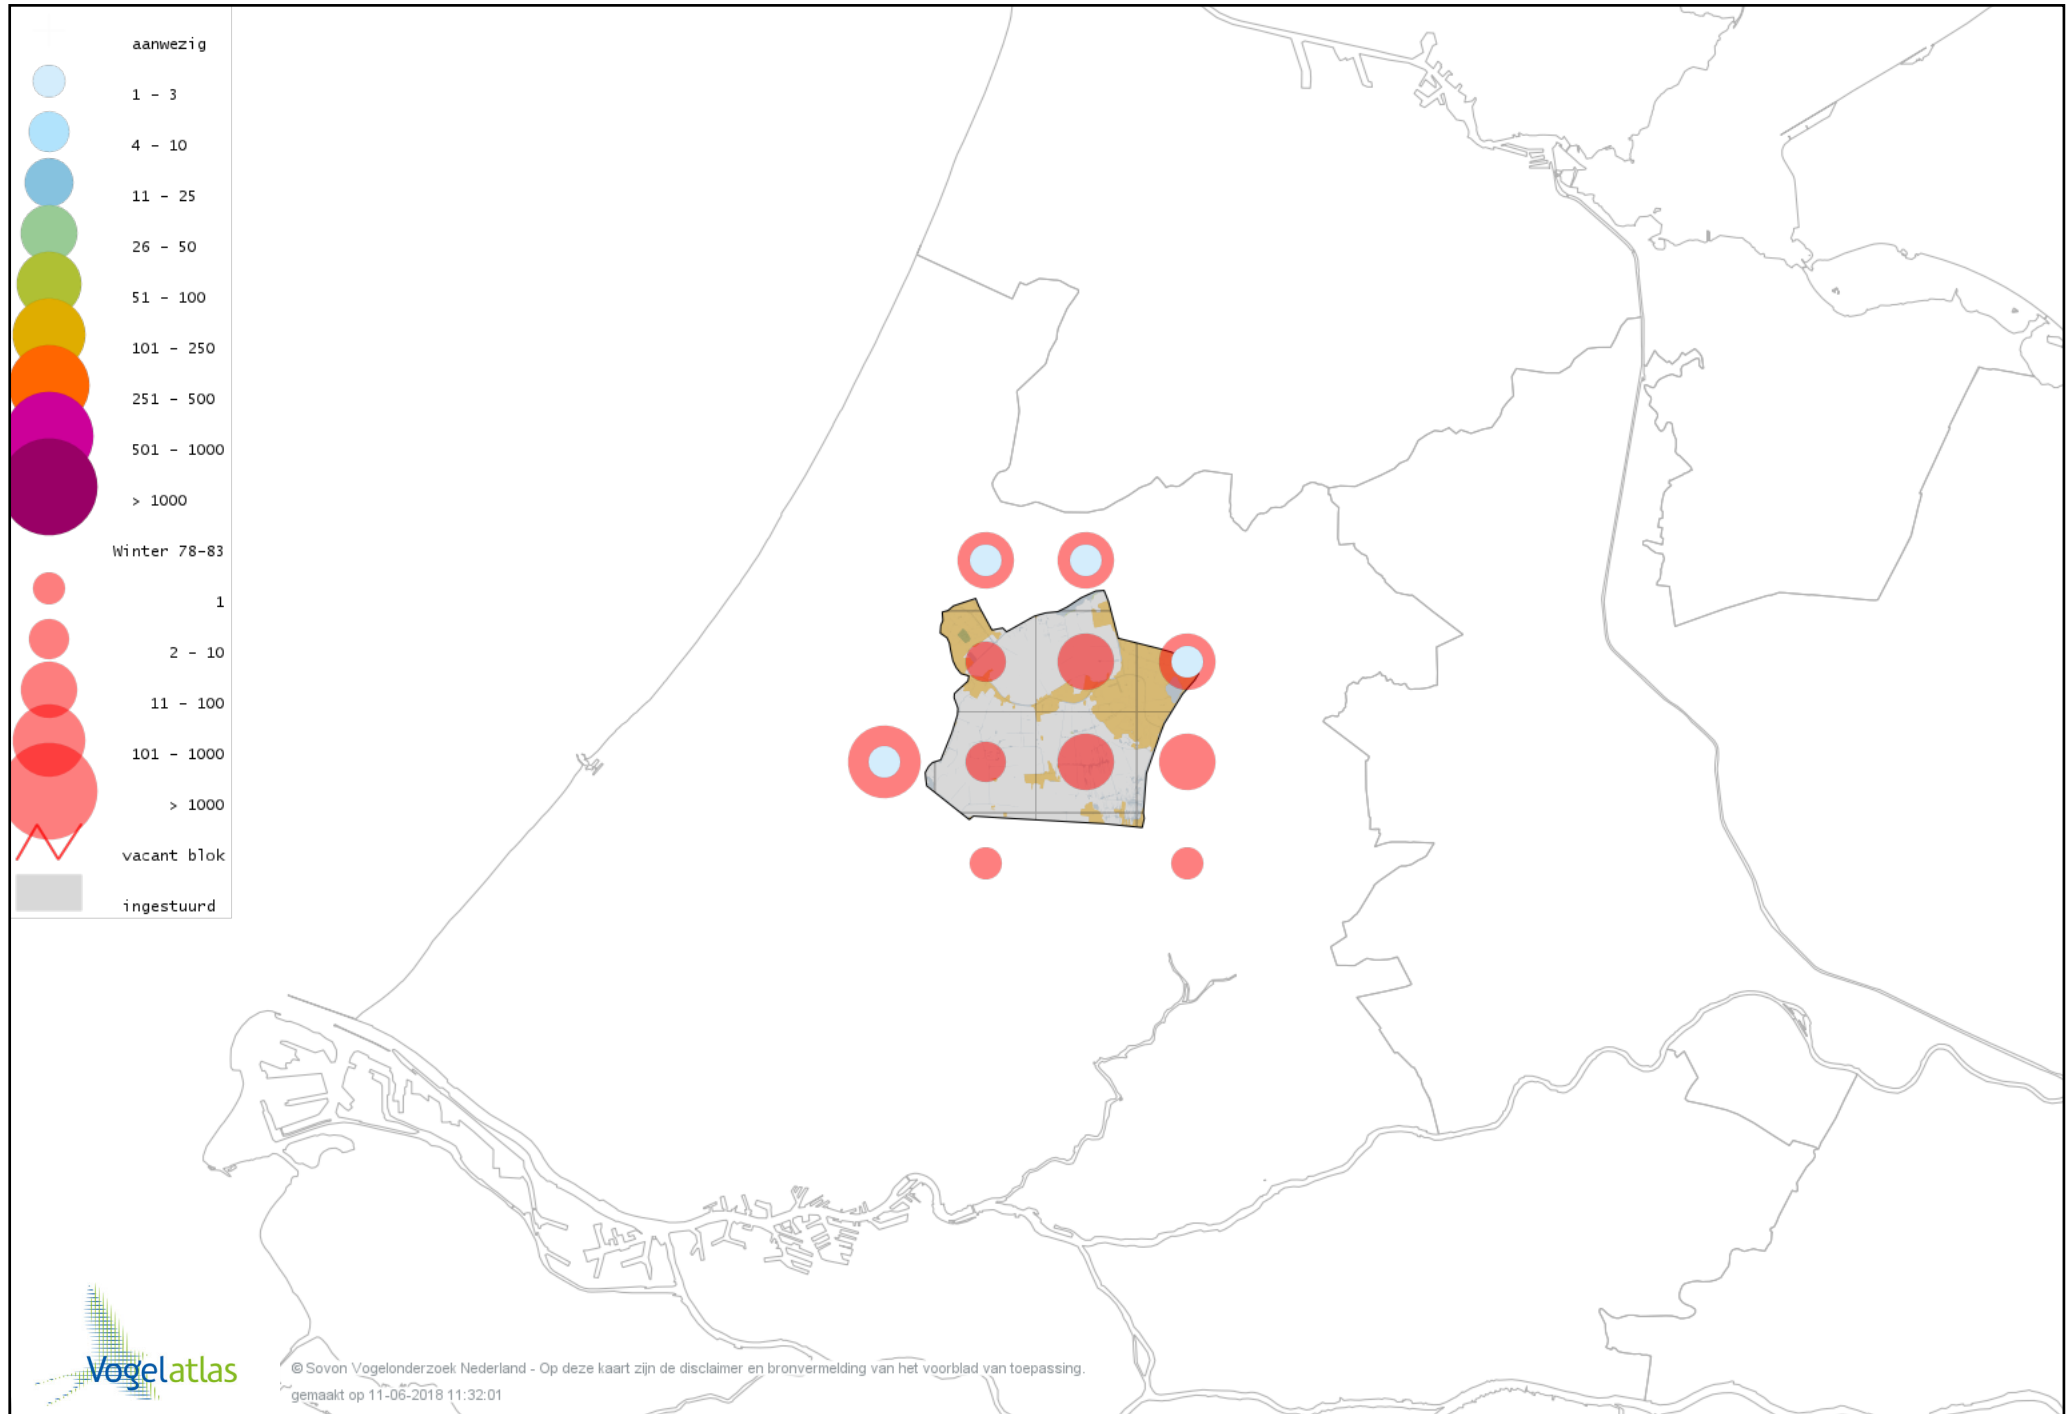 aanwezig
1 - 3
4 - 10
11 - 25
26 - 50
51 - 100
101 - 250
251 - 500
501 - 1000
> 1000
Winter 78-83
1
2 - 10
11 - 100
101 - 1000
> 1000
vacant blok
ingestuurd
Vogelatlas
© Sovon Vogelonderzoek Nederland - Op deze kaart zijn de disclaimer en bronvermelding van het voorblad van toepassing.
gemaakt op 11-06-2018 11:32:01